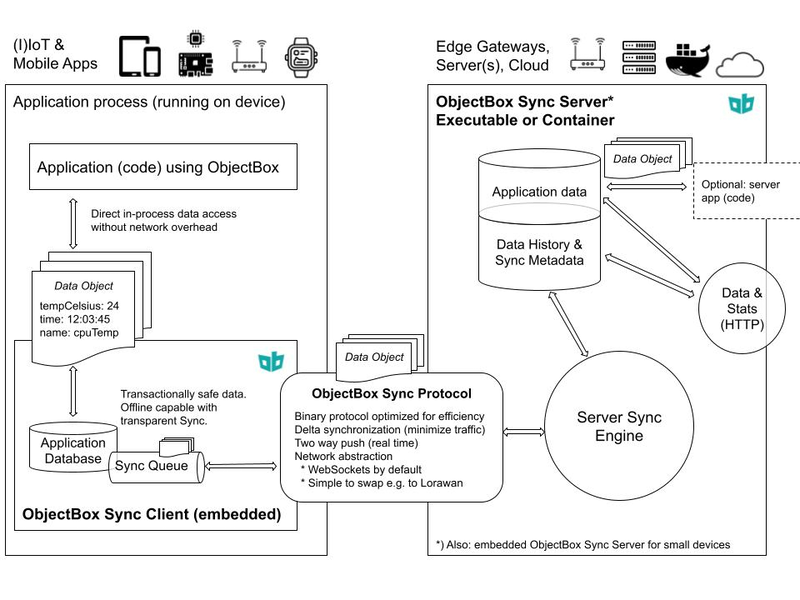 (I)IoT &
Mobile Apps
Edge Gateways,
Server(s), Cloud
Application process (running on device)
Application (code) using ObjectBox
Direct in-process data access
without network overhead
Data Object
tempCelsius: 24
time: 12:03:45
name: cpuTemp
Transactionally safe data.
Offline capable with
transparent Sync.
Application
Database
Sync Queue
ObjectBox Sync Client (embedded)
Data Object
ObjectBox Sync Protocol
Binary protocol optimized for efficiency
Delta synchronization (minimize traffic)
Two way push (real time)
Network abstraction
* WebSockets by default
* Simple to swap e.g. to Lorawan
ObjectBox Sync Server*
Executable or Container
Data Object
Application data
Optional: server
app (code)
Data History &
Sync Metadata
Data &
Stats
(HTTP)
Server Sync
Engine
*) Also: embedded ObjectBox Sync Server for small devices